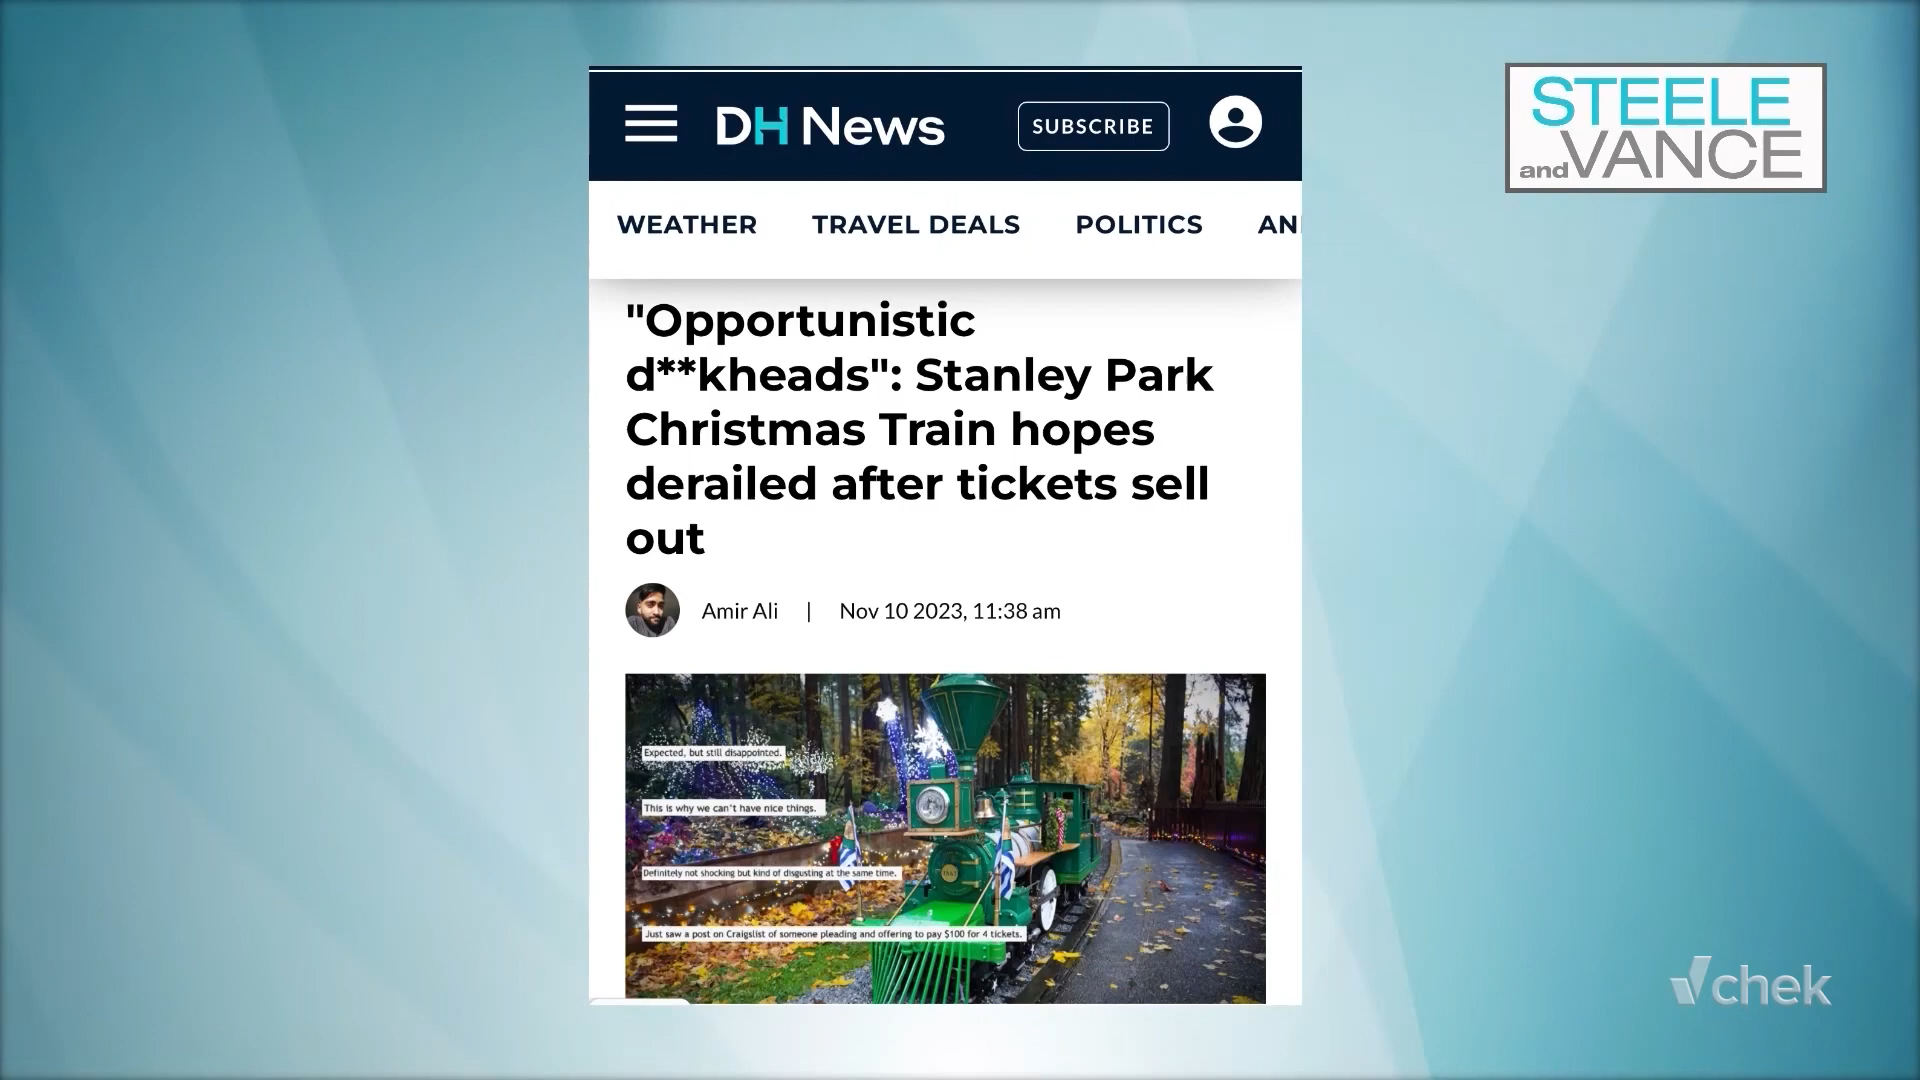 STEELE
and VANCE
DH News
SUBSCRIBE
WEATHER TRAVEL DEALS POLITICS AN
"Opportunistic
d**kheads": Stanley Park
Christmas Train hopes
derailed after tickets sell
out
Amir Ali | Nov 10 2023, 11:38 am
Expected, but still disappointed.
This is why we can't have nice things.
Definitely not shocking but kind of disgusting at the same time.
Just saw a post on Craigslist of someone pleading and offering to pay $100 for 4 tickets.
chek